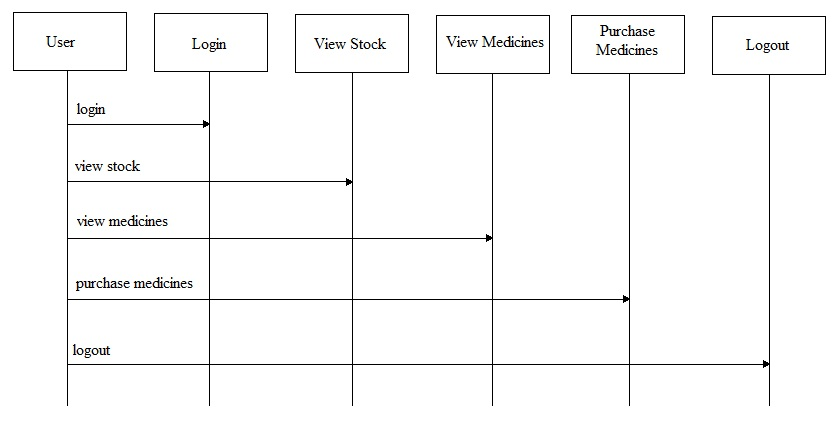 User
Login
View Stock
View Medicines
Purchase
Medicines
Logout
login
view stock
view medicines
purchase medicines
logout